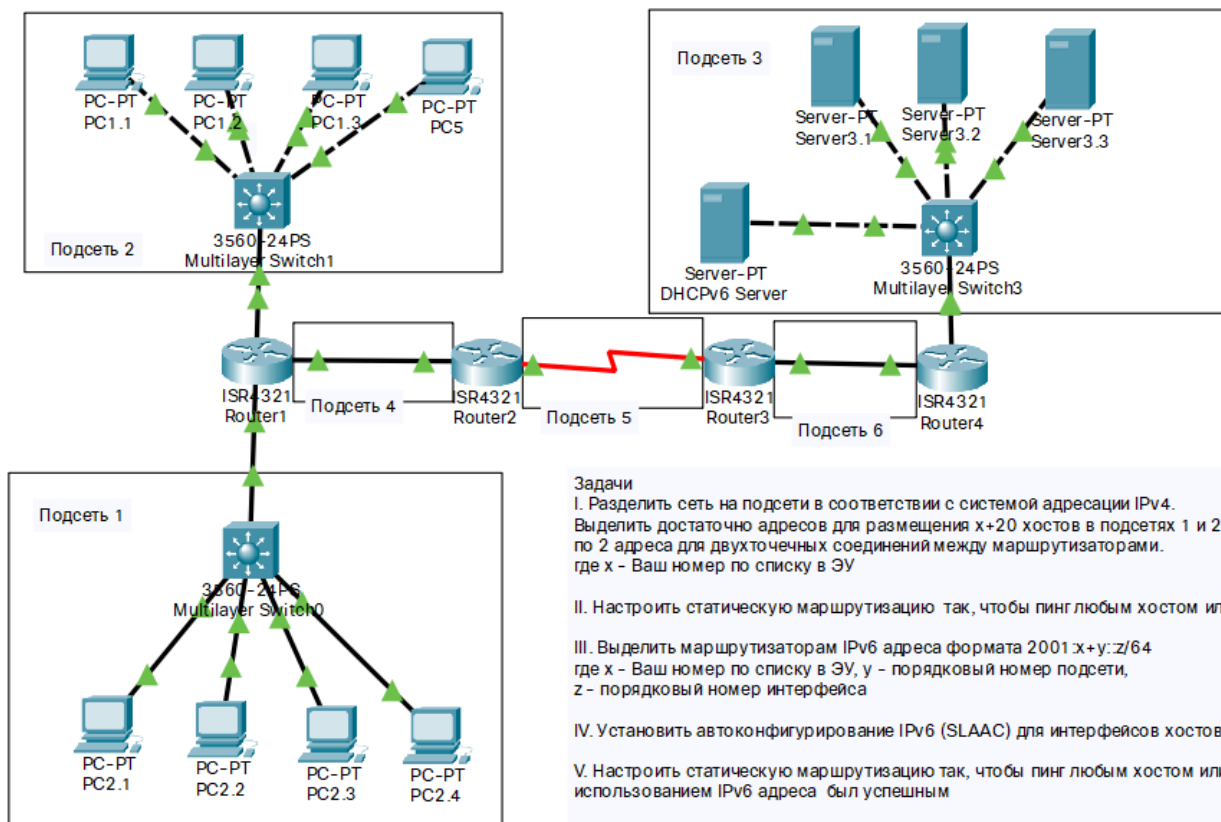 Подсеть 2
PC-PT
PC1.1
PC-PT
PC1.2
PC-PT
PC1.3
PC-PT
PC5
3560-24PS
Multilayer Switch1
Подсеть 3
Server-PT
Server3.1
Server-PT
Server3.2
Server-PT
Server3.3
Server-PT
DHCPv6 Server
3560-24PS
Multilayer Switch3
ISR4321
Router1
Подсеть 4
ISR4321
Router2
Подсеть 5
ISR4321
Router3
Подсеть 6
ISR4321
Router4
Подсеть 1
3560-24PS
Multilayer Switch0
PC-PT
PC2.1
PC-PT
PC2.2
PC-PT
PC2.3
PC-PT
PC2.4
Задачи
I. Разделить сеть на подсети в соответствии с системой адресации IPv4.
Выделить достаточно адресов для размещения x+20 хостов в подсетях 1 и 2
по 2 адреса для двухточечных соединений между маршрутизаторами.
где x - Ваш номер по списку в ЭУ
II. Настроить статическую маршрутизацию так, чтобы пинг любым хостом
III. Выделить маршрутизаторам IPv6 адреса формата 2001:x+y::z/64
где x - Ваш номер по списку в ЭУ, y - порядковый номер подсети,
z - порядковый номер интерфейса
IV. Установить автоконфигурирование IPv6 (SLAAC) для интерфейсов хостов
V. Настроить статическую маршрутизацию так, чтобы пинг любым хостом
использованием IPv6 адреса был успешным